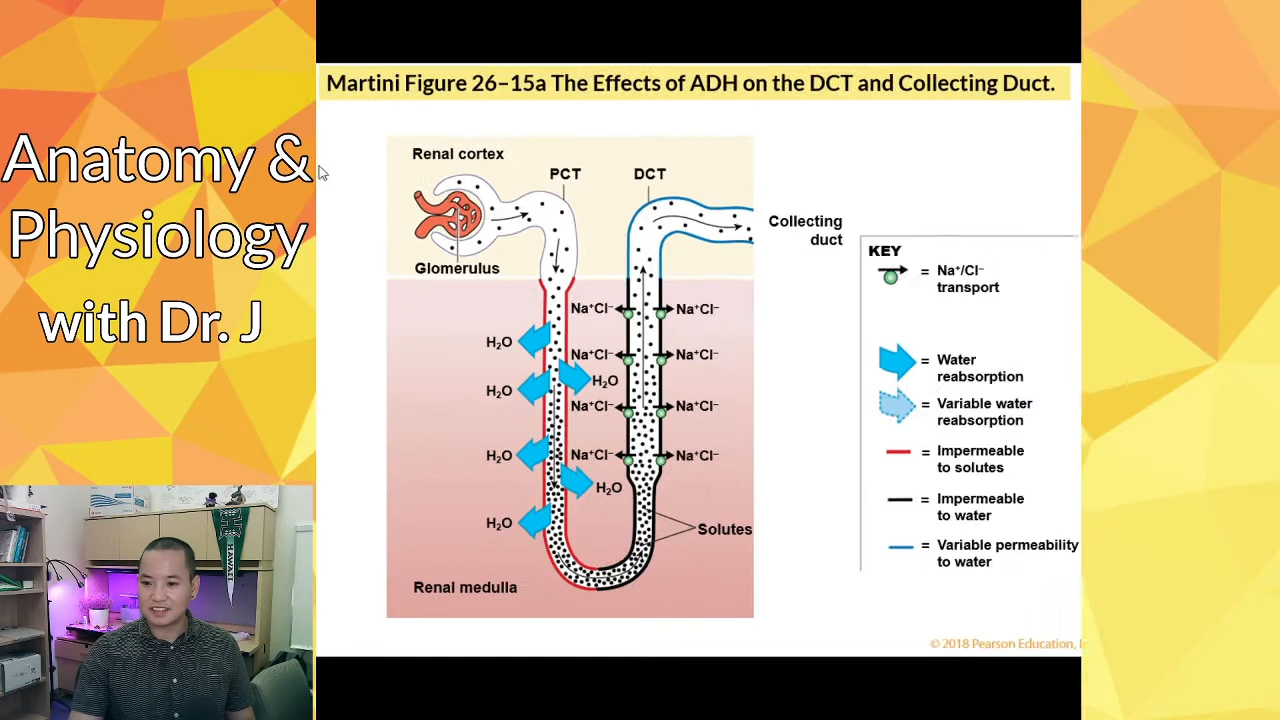 Anatomy &
Physiology
with Dr. J
Martini Figure 26–15a The Effects of ADH on the DCT and Collecting Duct.
Renal cortex
PCT
DCT
Glomerulus
Collecting
duct
Na⁺Cl⁻
Na⁺Cl⁻
H₂O
Na⁺Cl⁻
Na⁺Cl⁻
H₂O
H₂O
Na⁺Cl⁻
Na⁺Cl⁻
H₂O
Na⁺Cl⁻
Na⁺Cl⁻
H₂O
H₂O
Solutes
Renal medulla
KEY
= Na⁺/Cl⁻
transport
= Water
reabsorption
= Variable water
reabsorption
= Impermeable
to solutes
= Impermeable
to water
= Variable permeability
to water
© 2018 Pearson Education,
H
HAWAII